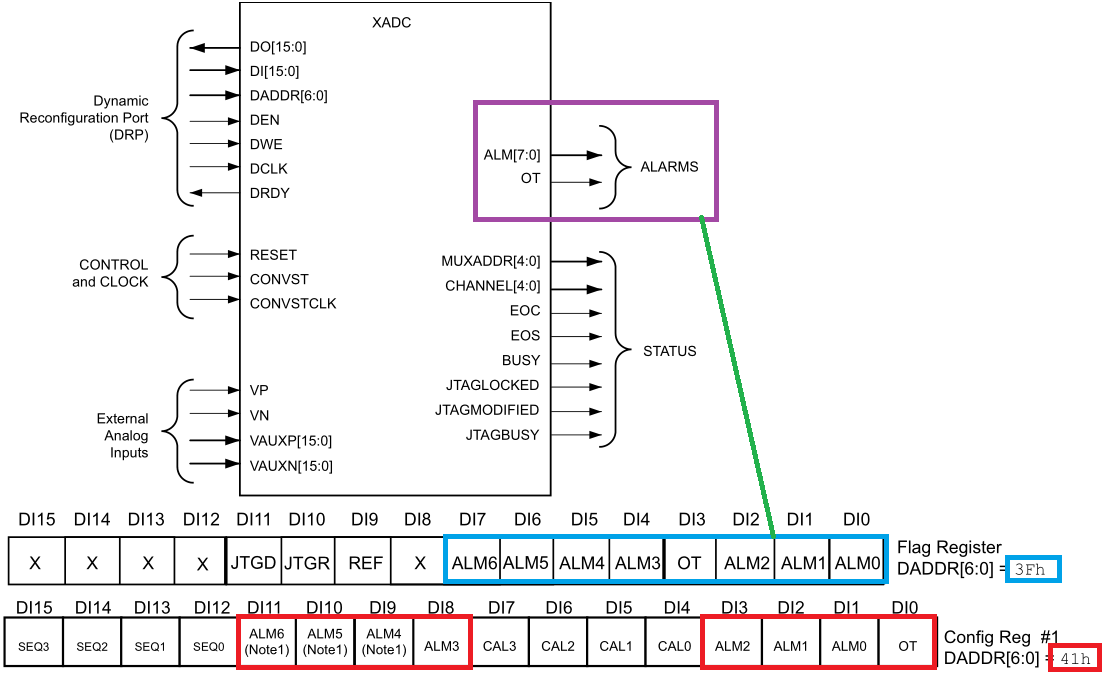 XADC
DO[15:0]
DI[15:0]
DADDR[6:0]
DEN
DWE
DCLK
DRDY
Dynamic
Reconfiguration Port
(DRP)
ALM[7:0]
OT
ALARMS
RESET
CONVST
CONVSTCLK
CONTROL
and CLOCK
MUXADDR[4:0]
CHANNEL[4:0]
EOC
EOS
BUSY
JTAGLOCKED
JTAGMODIFIED
JTAGBUSY
STATUS
VP
VN
VAUXP[15:0]
VAUXN[15:0]
External
Analog
Inputs
DI15 DI14 DI13 DI12 DI11 DI10 DI9 DI8 DI7 DI6 DI5 DI4 DI3 DI2 DI1 DI0
X X X X JTGD JTGR REF X ALM6 ALM5 ALM4 ALM3 OT ALM2 ALM1 ALM0
Flag Register
DADDR[6:0] = 3Fh
DI15 DI14 DI13 DI12 DI11 DI10 DI9 DI8 DI7 DI6 DI5 DI4 DI3 DI2 DI1 DI0
SEQ3 SEQ2 SEQ1 SEQ0 ALM6 ALM5 ALM4 ALM3 CAL3 CAL2 CAL1 CAL0 ALM2 ALM1 ALM0 OT
(Note1) (Note1) (Note1)
Config Reg #1
DADDR[6:0] = 41h